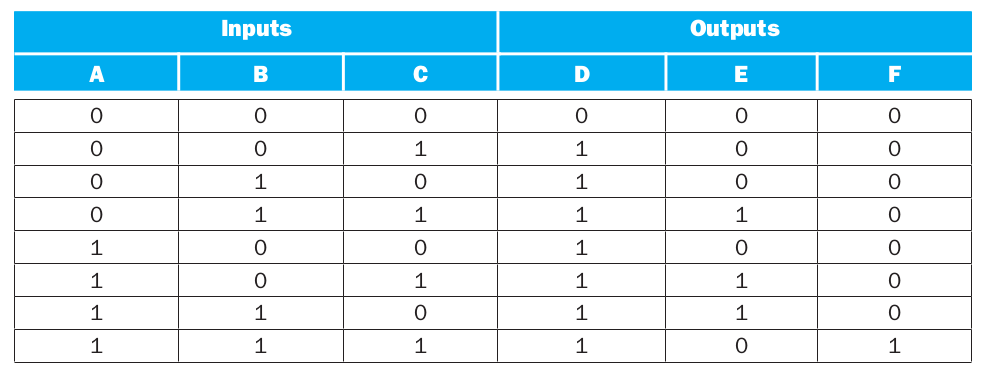 Inputs Outputs
A B C D E F
0 0 0 0 0 0
0 0 1 1 0 0
0 1 0 1 0 0
0 1 1 1 1 0
1 0 0 1 0 0
1 0 1 1 1 0
1 1 0 1 1 0
1 1 1 1 0 1